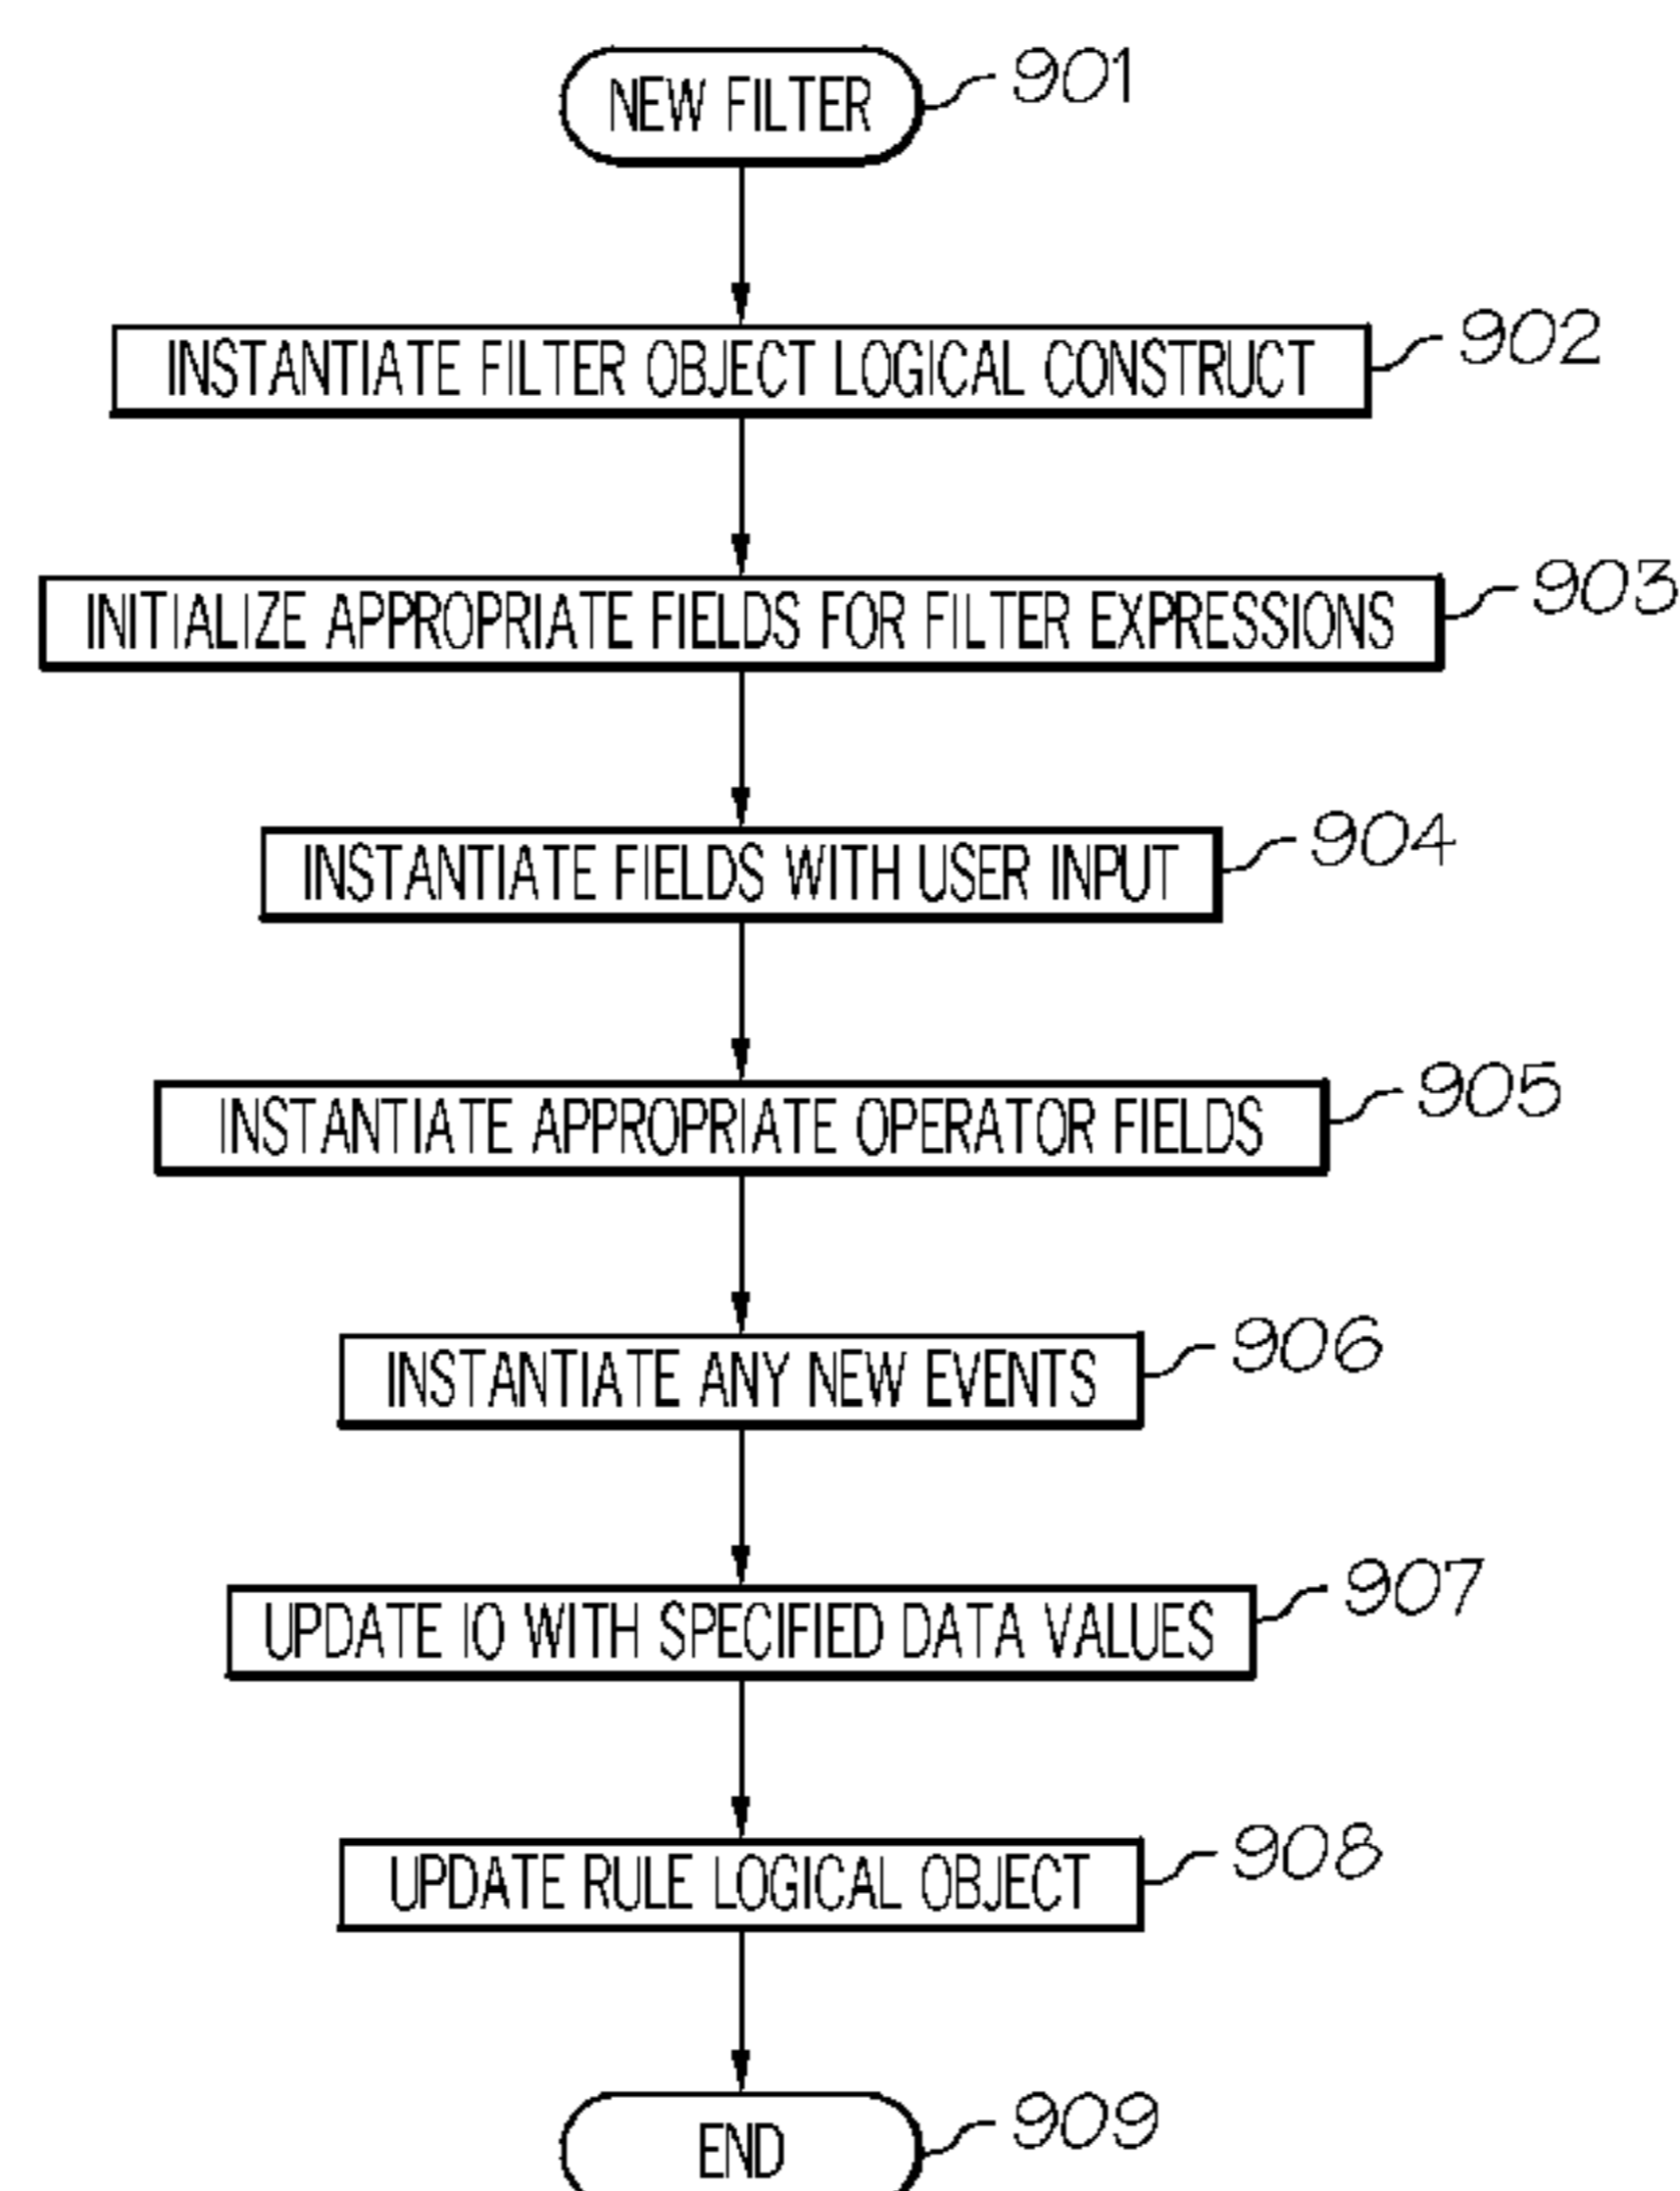 NEW FILTER
901
INSTANTIATE FILTER OBJECT LOGICAL CONSTRUCT
902
INITIALIZE APPROPRIATE FIELDS FOR FILTER EXPRESSIONS
903
INSTANTIATE FIELDS WITH USER INPUT
904
INSTANTIATE APPROPRIATE OPERATOR FIELDS
905
INSTANTIATE ANY NEW EVENTS
906
UPDATE IO WITH SPECIFIED DATA VALUES
907
UPDATE RULE LOGICAL OBJECT
908
END
909